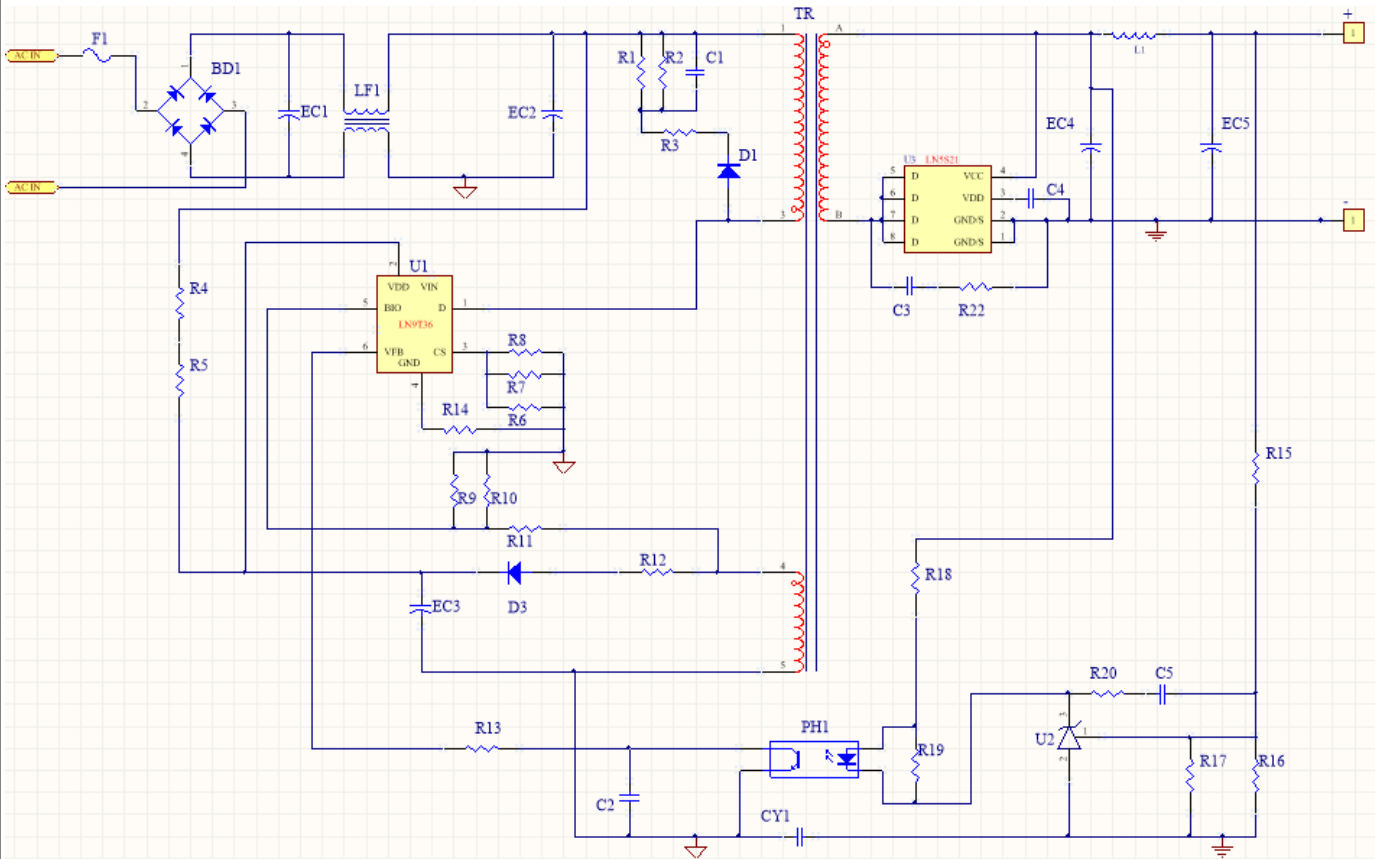 TR
F1
1
A
+
1
AC IN
L1
R1
R2
C1
1
BD1
LF1
2
3
EC1
EC2
EC4
EC5
R3
D1
4
U3 LN5S21
AC IN
5 D VCC 4
C4
6 D VDD 3
-
3
B
7 D GND/S 2
1
8 D GND/S 1
U1
2
VDD VIN
R4
C3
R22
5 BIO D 1
LN9T36
R8
6 VFB CS 3
GND
R5
R7
4
R14
R6
R15
R9
R10
R11
R12
4
R18
EC3
D3
5
R20
C5
3
R13
PH1
U2
1
R19
2
R17
R16
C2
CY1